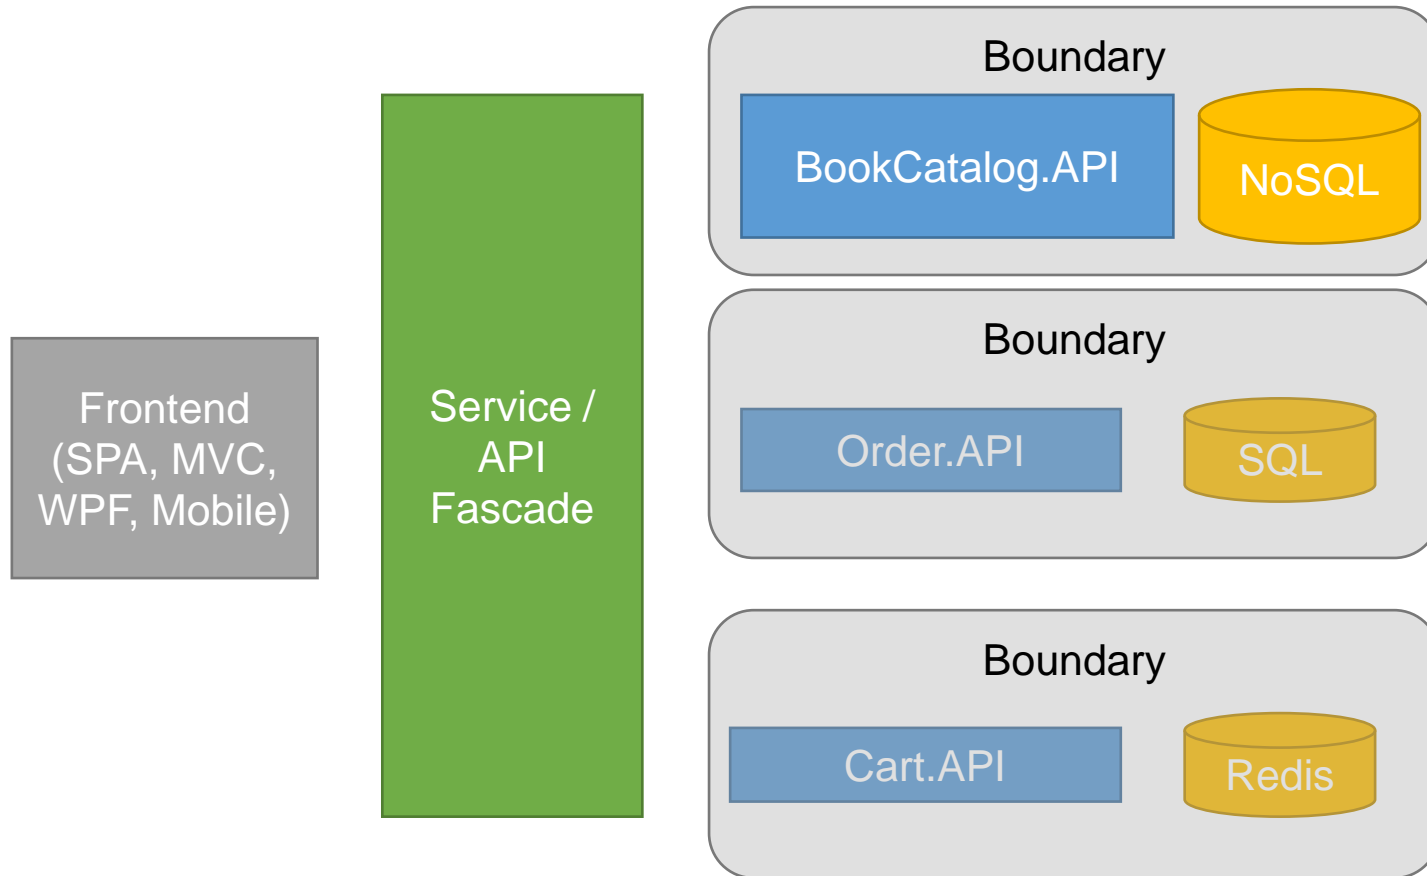 Frontend
(SPA, MVC,
WPF, Mobile)
Service /
API
Fascade
Boundary
BookCatalog.API
NoSQL
Boundary
Order.API
SQL
Boundary
Cart.API
Redis